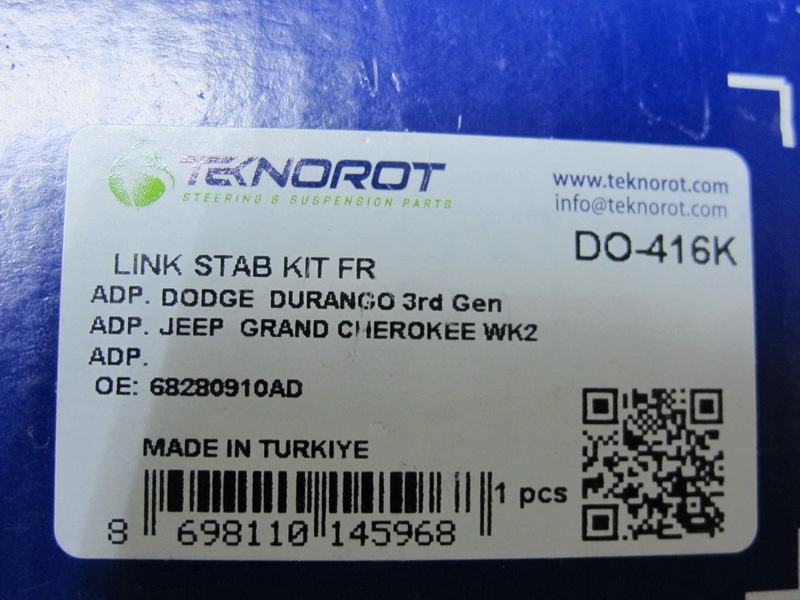 TEKNOROT
STEERING & SUSPENSION PARTS
www.teknorot.com
info@teknorot.com
DO-416K
LINK STAB KIT FR
ADP. DODGE DURANGO 3rd Gen
ADP. JEEP GRAND CHEROKEE WK2
ADP.
OE: 68280910AD
MADE IN TURKIYE
1 pcs
8 698110 145968